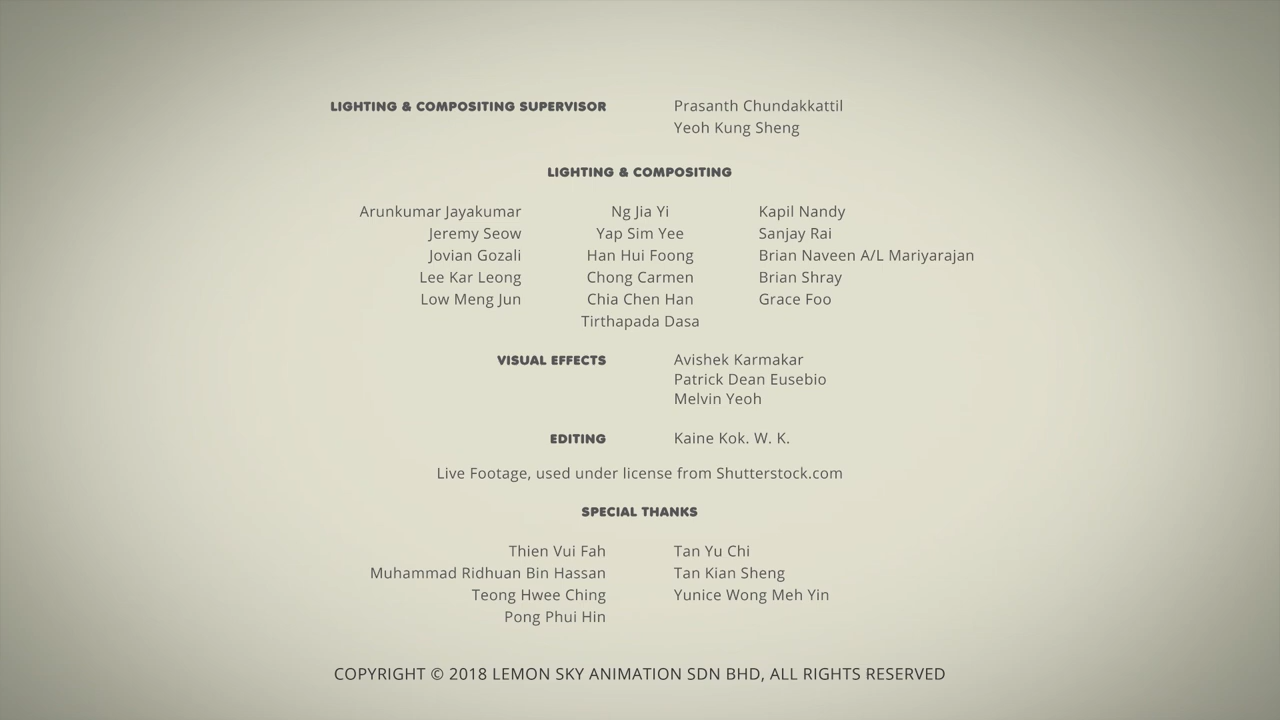 LIGHTING & COMPOSITING SUPERVISOR Prasanth Chundakkattil
Yeoh Kung Sheng
LIGHTING & COMPOSITING
Arunkumar Jayakumar Ng Jia Yi Kapil Nandy
Jeremy Seow Yap Sim Yee Sanjay Rai
Jovian Gozali Han Hui Foong Brian Naveen A/L Mariyarajan
Lee Kar Leong Chong Carmen Brian Shray
Low Meng Jun Chia Chen Han Grace Foo
Tirthapada Dasa
VISUAL EFFECTS Avishek Karmakar
Patrick Dean Eusebio
Melvin Yeoh
EDITING Kaine Kok. W. K.
Live Footage, used under license from Shutterstock.com
SPECIAL THANKS
Thien Vui Fah Tan Yu Chi
Muhammad Ridhuan Bin Hassan Tan Kian Sheng
Teong Hwee Ching Yunice Wong Meh Yin
Pong Phui Hin
COPYRIGHT © 2018 LEMON SKY ANIMATION SDN BHD, ALL RIGHTS RESERVED